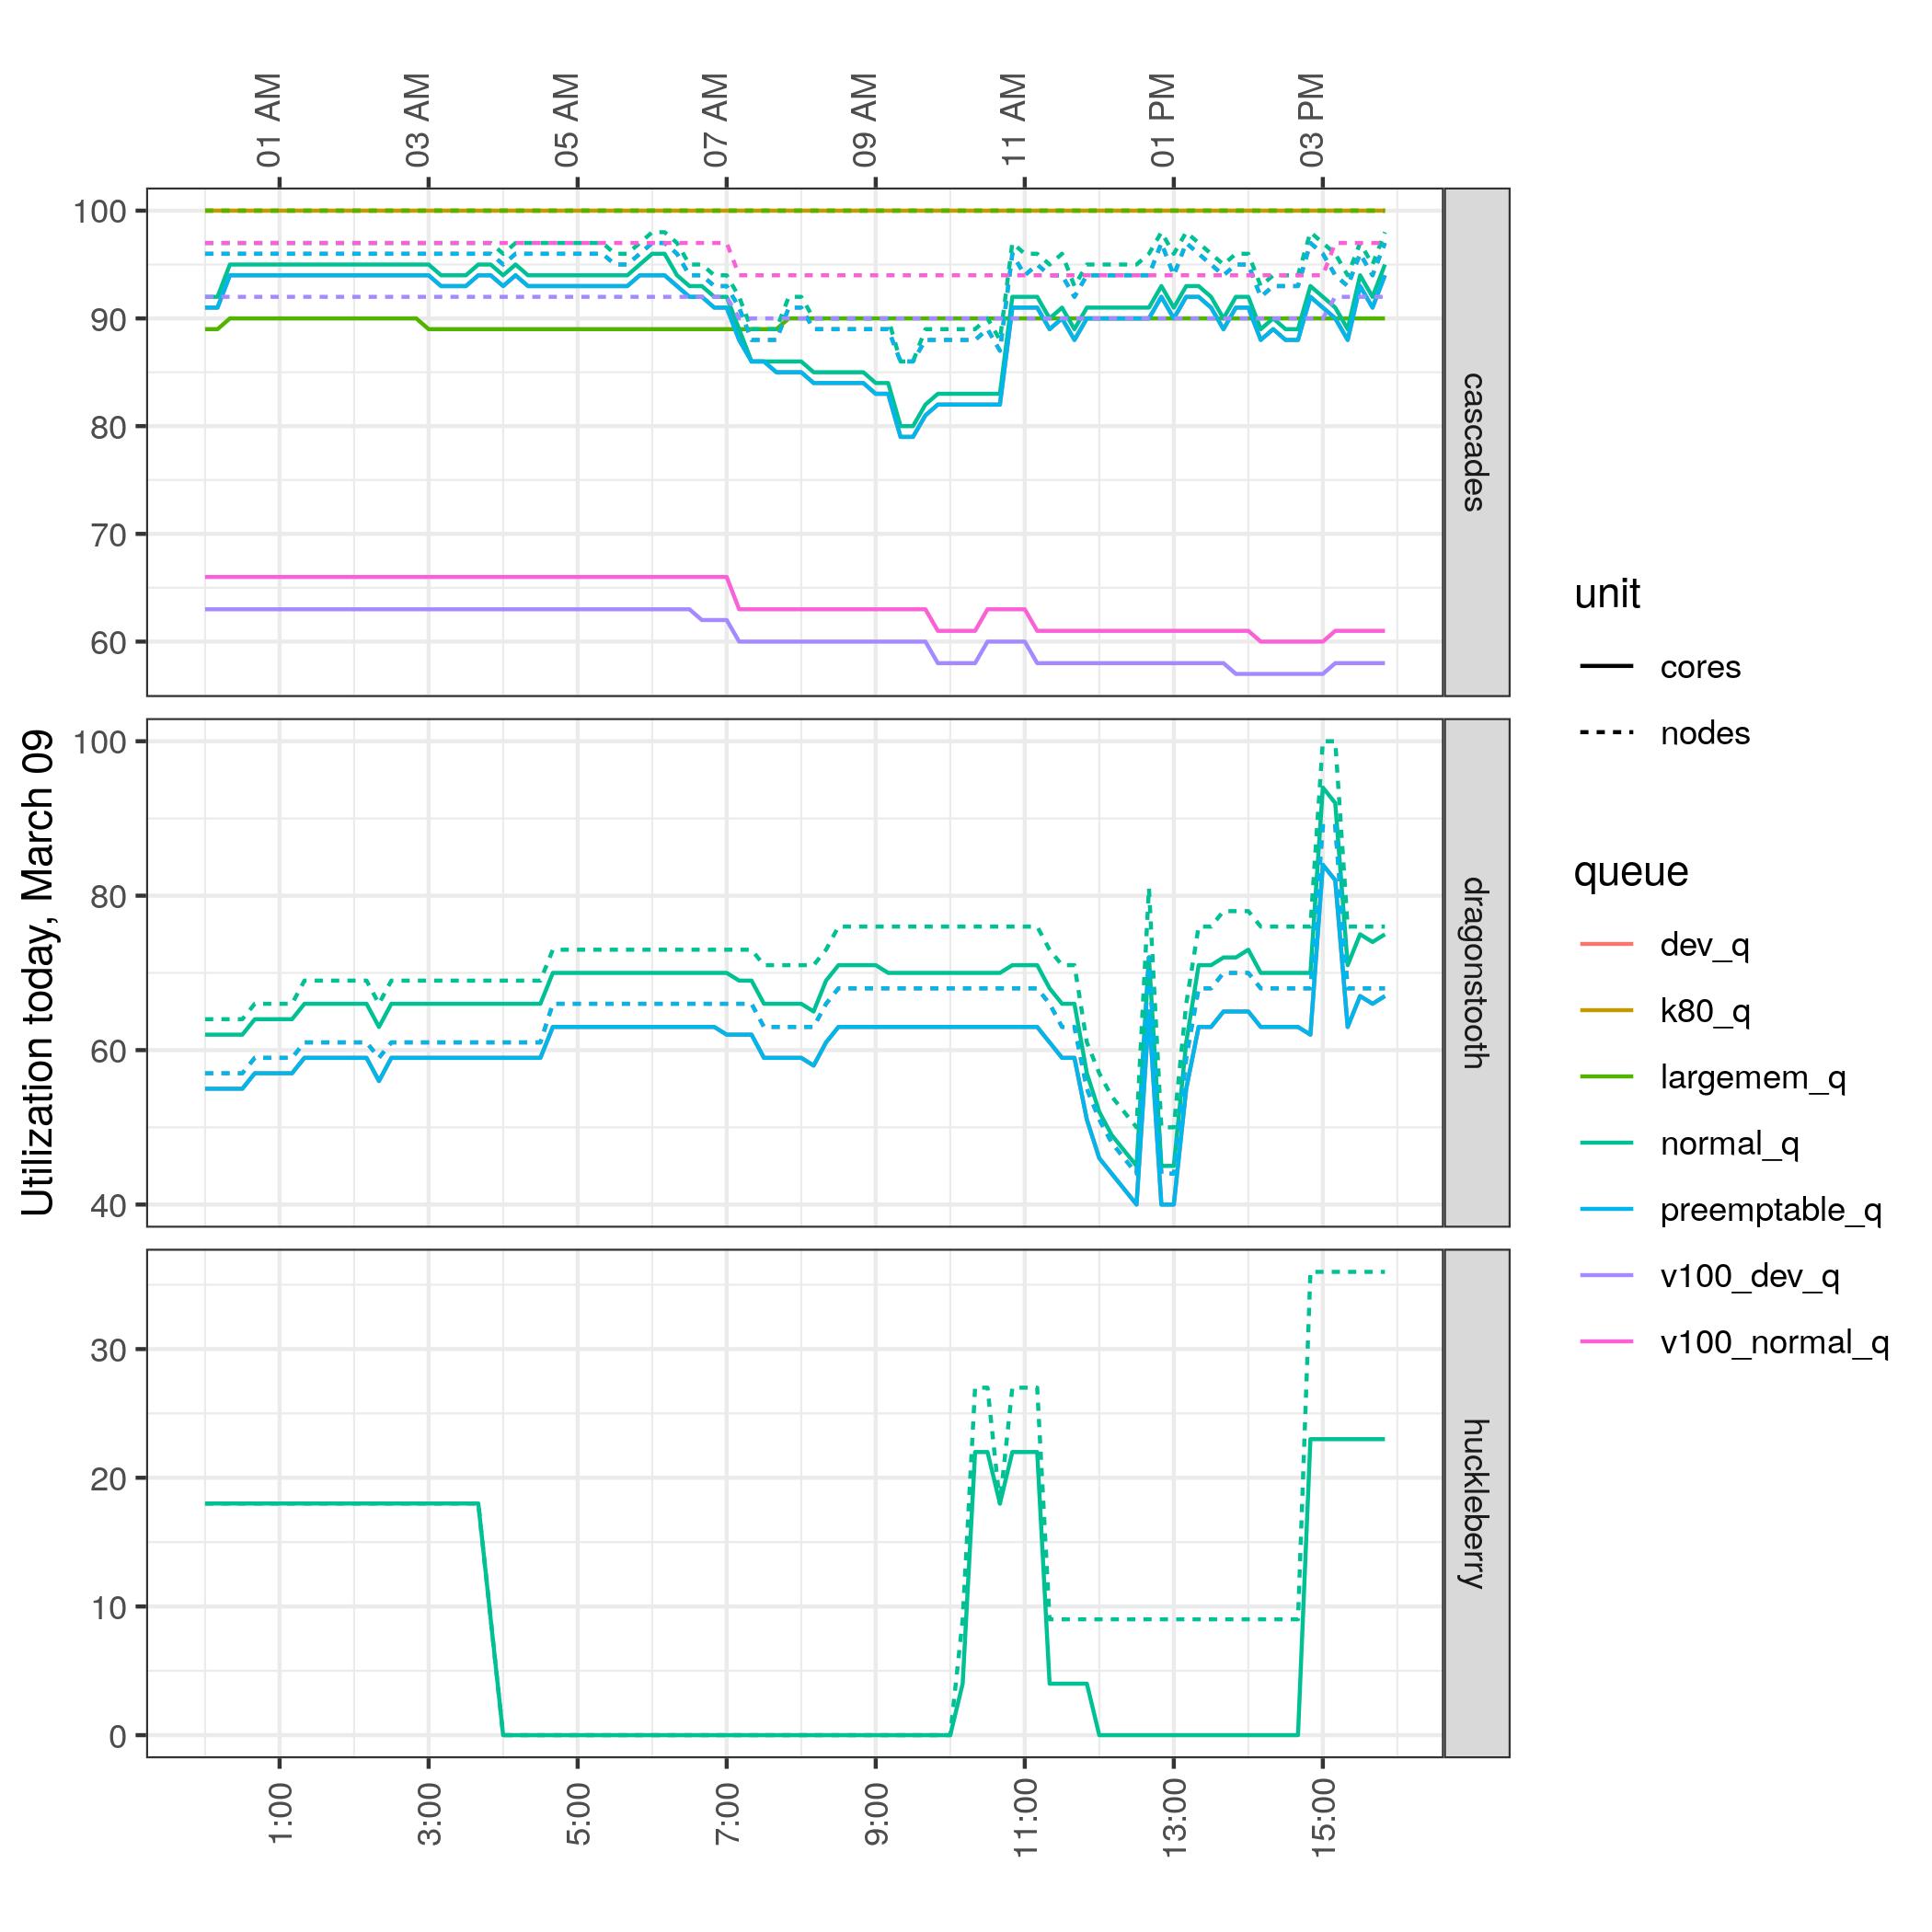 01 AM
03 AM
05 AM
07 AM
09 AM
11 AM
01 PM
03 PM
100
90
80
70
60
cascades
100
80
60
40
dragonstooth
30
20
10
0
huckleberry
1:00
3:00
5:00
7:00
9:00
11:00
13:00
15:00
Utilization today, March 09
unit
cores
nodes
queue
dev_q
k80_q
largemem_q
normal_q
preemptable_q
v100_dev_q
v100_normal_q